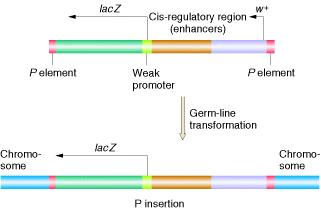 lacZ
Cis-regulatory region
(enhancers)
w+
P element
Weak
promoter
P element
Germ-line
transformation
Chromo-
some
lacZ
Chromo-
some
P insertion